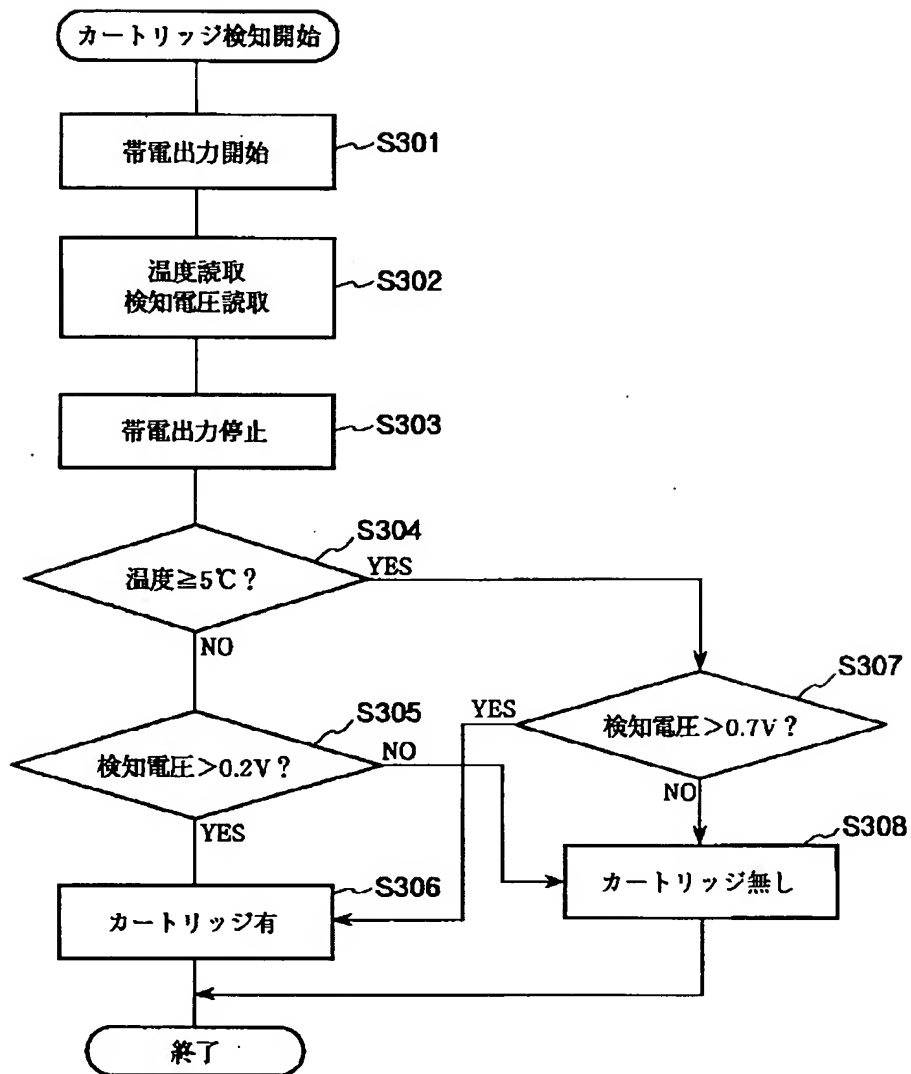 カートリッジ検知開始
帯電出力開始
S301
温度読取
検知電圧読取
S302
帯電出力停止
S303
S304
温度≧5℃?
YES
NO
S305
検知電圧>0.2V?
NO
YES
S307
YES
検知電圧>0.7V?
NO
S306
カートリッジ有
S308
カートリッジ無し
終了